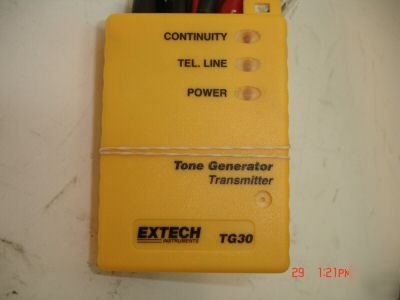 CONTINUITY
TEL. LINE
POWER
Tone Generator
Transmitter
EXTECH
INSTRUMENTS
TG30
29 1:21PM